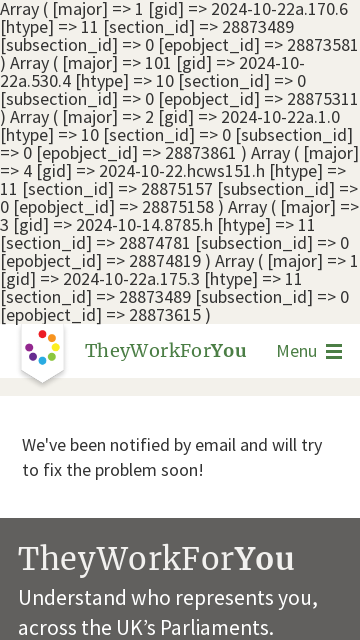 Array ( [major] => 1 [gid] => 2024-10-22a.170.6
[htype] => 11 [section_id] => 28873489
[subsection_id] => 0 [epobject_id] => 28873581
) Array ( [major] => 101 [gid] => 2024-10-
22a.530.4 [htype] => 10 [section_id] => 0
[subsection_id] => 0 [epobject_id] => 28875311
) Array ( [major] => 2 [gid] => 2024-10-22a.1.0
[htype] => 10 [section_id] => 0 [subsection_id]
=> 0 [epobject_id] => 28873861 ) Array ( [major]
=> 4 [gid] => 2024-10-22.hcws151.h [htype] =>
11 [section_id] => 28875157 [subsection_id] =>
0 [epobject_id] => 28875158 ) Array ( [major] =>
3 [gid] => 2024-10-14.8785.h [htype] => 11
[section_id] => 28874781 [subsection_id] => 0
[epobject_id] => 28874819 ) Array ( [major] => 1
[gid] => 2024-10-22a.175.3 [htype] => 11
[section_id] => 28873489 [subsection_id] => 0
[epobject_id] => 28873615 )
TheyWorkForYou Menu
We've been notified by email and will try
to fix the problem soon!
TheyWorkForYou
Understand who represents you,
across the UK’s Parliaments.